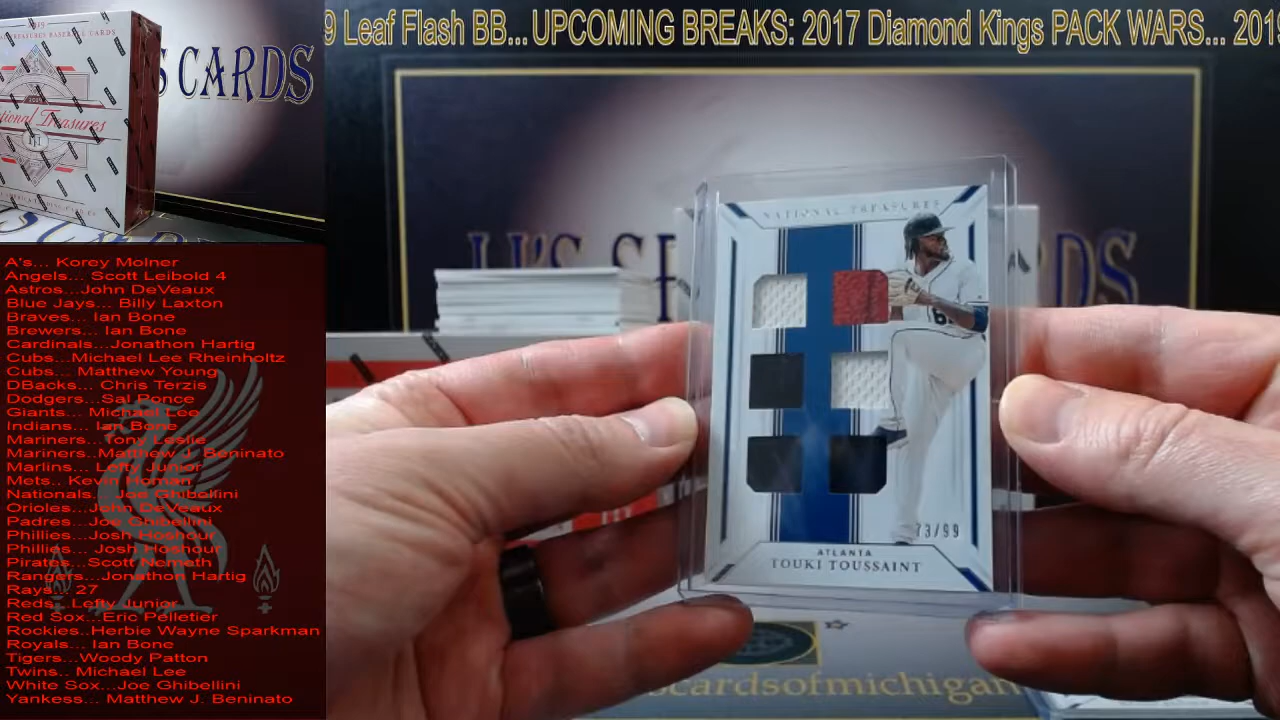 9 Leaf Flash BB... UPCOMING BREAKS: 2017 Diamond Kings PACK WARS... 201
S CARDS
2019
National Treasures
A's... Korey Molner
Angels... Scott Leibold 4
Astros...John DeVeaux
Blue Jays... Billy Laxton
Braves... Ian Bone
Brewers... Ian Bone
Cardinals...Jonathon Hartig
Cubs...Michael Lee Rheinholtz
Cubs... Matthew Young
DBacks... Chris Terzis
Dodgers...Sal Ponce
Giants... Michael Lee
Indians... Ian Bone
Mariners...Tony Leslie
Mariners..Matthew J. Beninato
Marlins... Lefty Junior
Mets.. Kevin Homan
Nationals... Joe Ghibellini
Orioles...John DeVeaux
Padres...Joe Ghibellini
Phillies... Josh Hoshour
Phillies... Josh Hoshour
Pirates...Scott Nemeth
Rangers...Jonathon Hartig
Rays... 27
Reds.. Lefty Junior
Red Sox...Eric Pelletier
Rockies..Herbie Wayne Sparkman
Royals... Ian Bone
Tigers...Woody Patton
Twins.. Michael Lee
White Sox...Joe Ghibellini
Yankess... Matthew J. Beninato
NATIONAL TREASURES
73/99
ATLANTA
TOUKI TOUSSAINT
scardsofmichigan